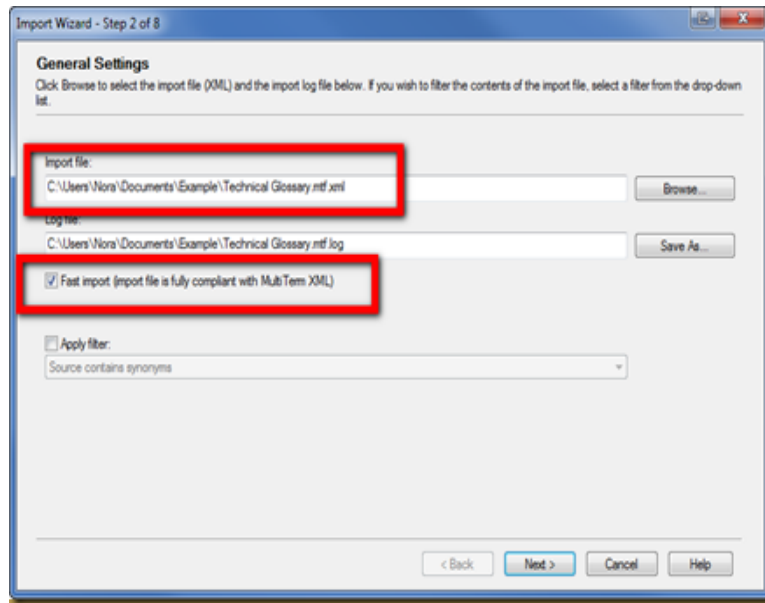 Import Wizard - Step 2 of 8
General Settings
Click Browse to select the import file (XML) and the import log file below. If you wish to filter the contents of the import file, select a filter from the drop-down
list.
Import file:
C:\Users\Nora\Documents\Example\Technical Glossary.mtf.xml
Browse...
Log file:
C:\Users\Nora\Documents\Example\Technical Glossary.mtf.log
Save As...
Fast import (import file is fully compliant with MultiTerm XML)
Apply filter:
Source contains synonyms
< Back
Next >
Cancel
Help